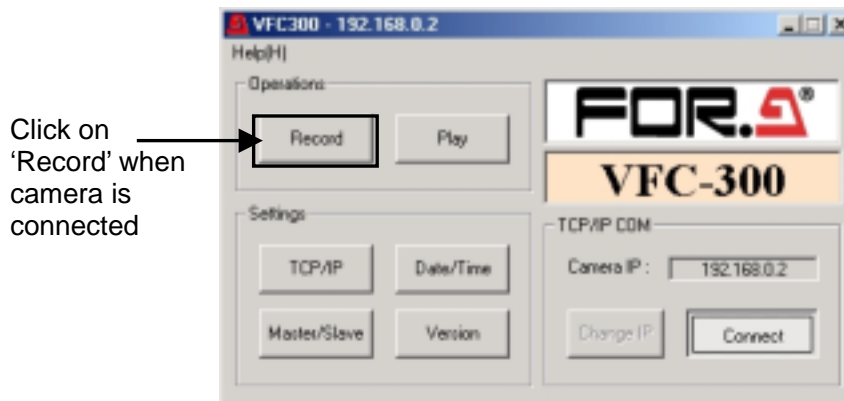 VFC300 - 192.168.0.2
Help(H)
Operations
Record
Play
FOR.A®
VFC-300
Click on
‘Record’ when
camera is
connected
Settings
TCP/IP
Date/Time
Master/Slave
Version
TCP/IP COM
Camera IP :
192.168.0.2
Change IP
Connect